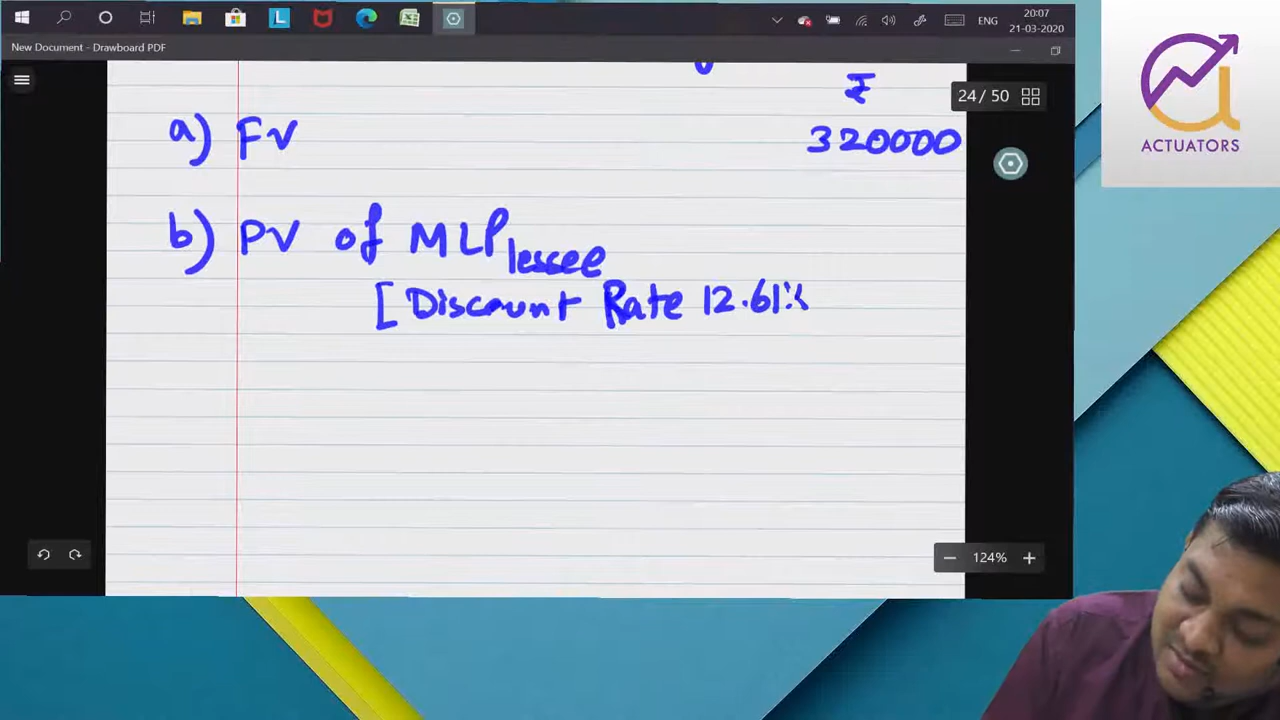 20:07
ENG
21-03-2020
New Document - Drawboard PDF
₹
24 / 50
a) FV 320000
b) PV of MLP lessee
[Discount Rate 12.61%
124%
ACTUATORS